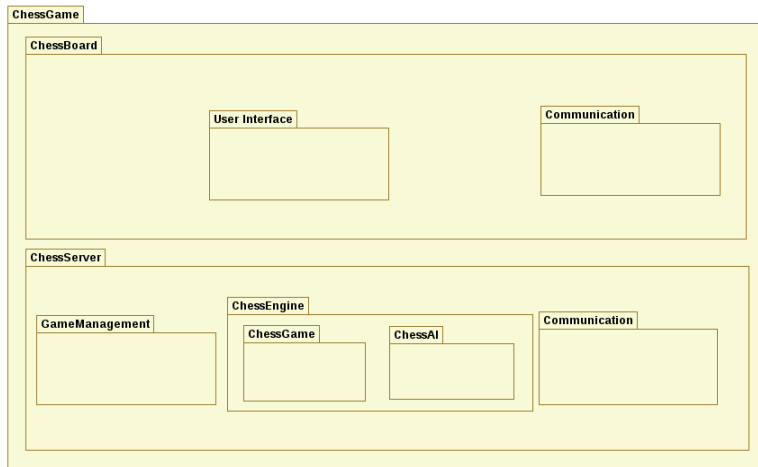 ChessGame
ChessBoard
User Interface
Communication
ChessServer
GameManagement
ChessEngine
ChessGame
ChessAI
Communication